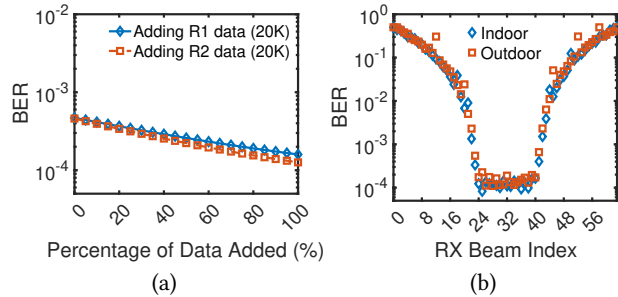 10^-2
10^-3
10^-4
BER
Adding R1 data (20K)
Adding R2 data (20K)
0
20
40
60
80
100
Percentage of Data Added (%)
(a)
10^0
10^-1
10^-2
10^-3
10^-4
BER
Indoor
Outdoor
0
8
16
24
32
40
48
56
RX Beam Index
(b)